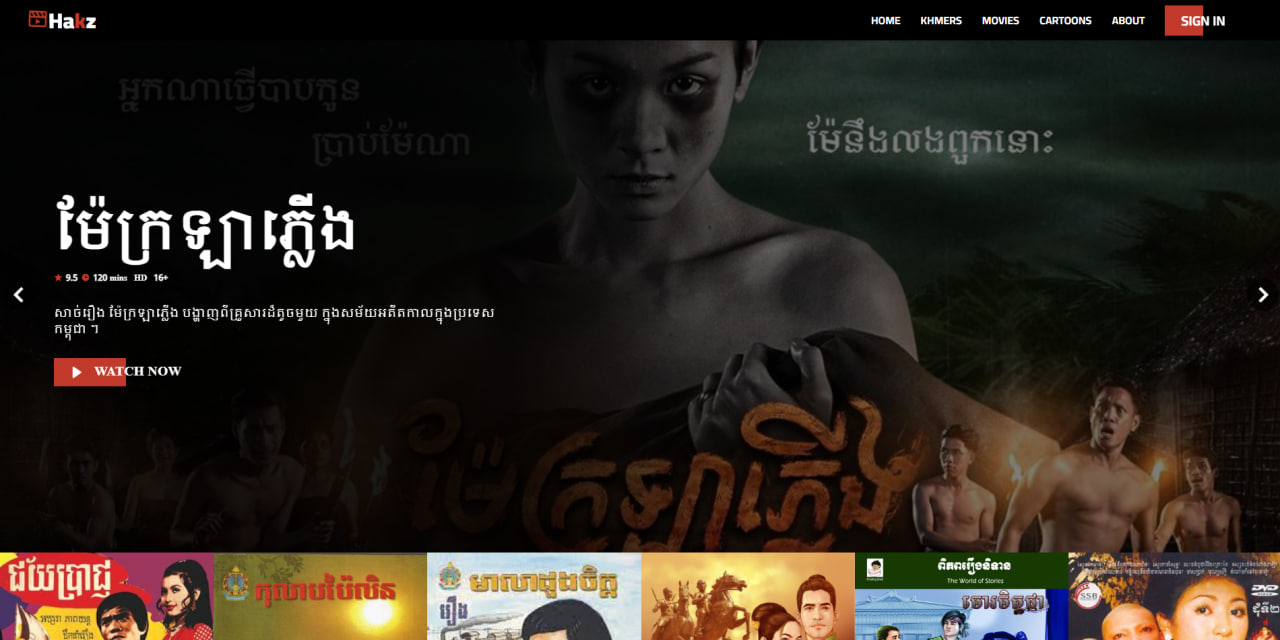 Hakz
HOME KHMERS MOVIES CARTOONS ABOUT SIGN IN
អ្នកណាធ្វើបាបកូន
ប្រាប់ម៉ែណា
ម៉ែនឹងលងពួកនោះ
ម៉ែក្រឡាភ្លើង
9.5 120 mins HD 16+
សាច់រឿង ម៉ែក្រឡាភ្លើង បង្ហាញពីគ្រួសារដ៏តូចមួយ ក្នុងសម័យអតីតកាលក្នុងប្រទេស
កម្ពុជា ។
WATCH NOW
ម៉ែក្រឡាភ្លើង
ជ័យប្រាជ្ញ
កុលាបប៉ៃលិន
មាលាដួងចិត្ត
រឿង
ពិភពរឿងនិទាន
The World of Stories
ចោរចិត្តជ្រា
SSB
DVD